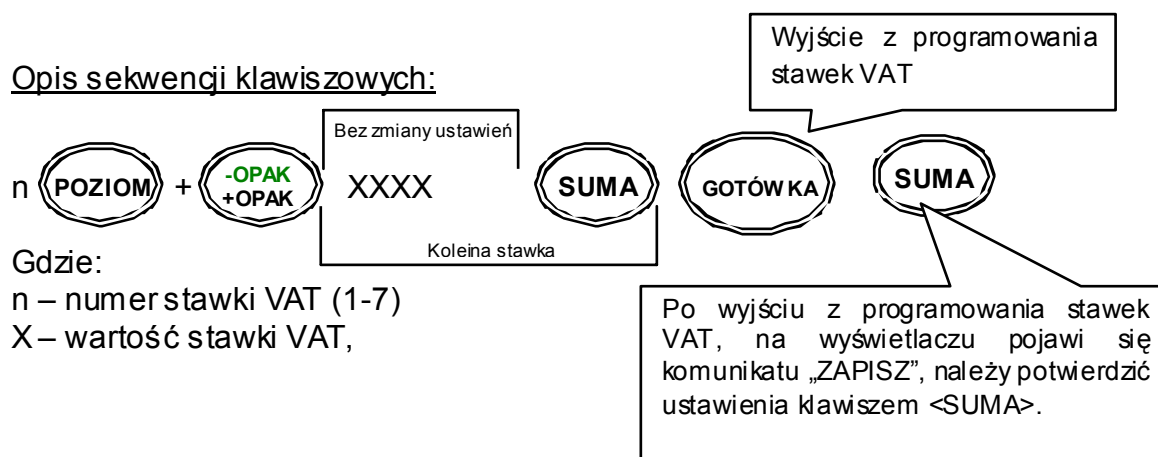 Wyjście z programowania
stawek VAT
Opis sekwencji klawiszowych:
Bez zmiany ustawień
n POZIOM + -OPAK +OPAK XXXX SUMA GOTÓWKA SUMA
Koleina stawka
Gdzie:
n – numer stawki VAT (1-7)
X – wartość stawki VAT,
Po wyjściu z programowania stawek
VAT, na wyświetlaczu pojawi się
komunikatu „ZAPISZ”, należy potwierdzić
ustawienia klawiszem <SUMA>.